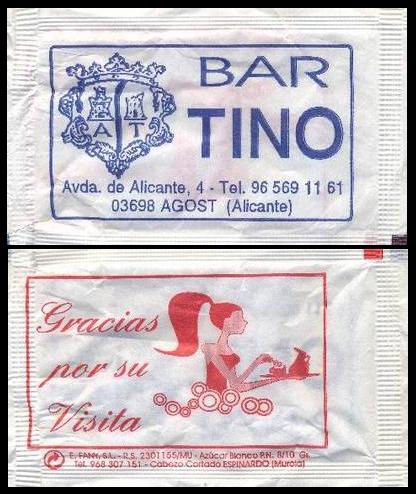 BAR
TINO
A T
Avda. de Alicante, 4 - Tel. 96 569 11 61
03698 AGOST (Alicante)
Gracias
por su
Visita
E. FANY, S.A. - R.S. 2301155/MU - Azúcar Blanco P.N. 8/10 Gr.
Tel. 968 307 151 - Cabezo Cortado ESPINARDO (Murcia)